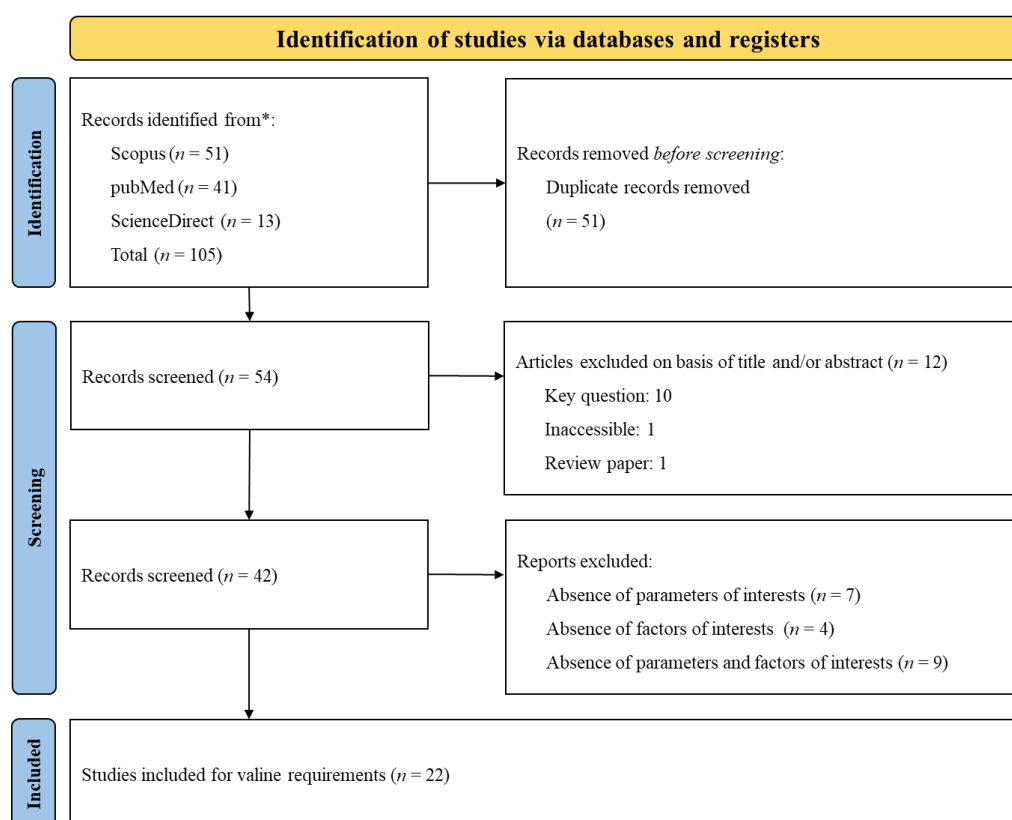 Identification of studies via databases and registers
Identification
Records identified from*:
Scopus (n = 51)
pubMed (n = 41)
ScienceDirect (n = 13)
Total (n = 105)
Records removed before screening:
Duplicate records removed
(n = 51)
Screening
Records screened (n = 54)
Articles excluded on basis of title and/or abstract (n = 12)
Key question: 10
Inaccessible: 1
Review paper: 1
Records screened (n = 42)
Reports excluded:
Absence of parameters of interests (n = 7)
Absence of factors of interests (n = 4)
Absence of parameters and factors of interests (n = 9)
Included
Studies included for valine requirements (n = 22)